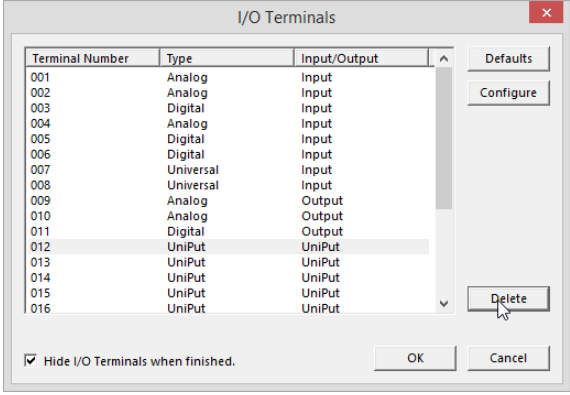 I/O Terminals
Terminal Number Type Input/Output Defaults
001 Analog Input
002 Analog Input Configure
003 Digital Input
004 Analog Input
005 Digital Input
006 Digital Input
007 Universal Input
008 Universal Input
009 Analog Output
010 Analog Output
011 Digital Output
012 UniPut UniPut
013 UniPut UniPut
014 UniPut UniPut
015 UniPut UniPut Delete
016 UniPut UniPut
Hide I/O Terminals when finished. OK Cancel